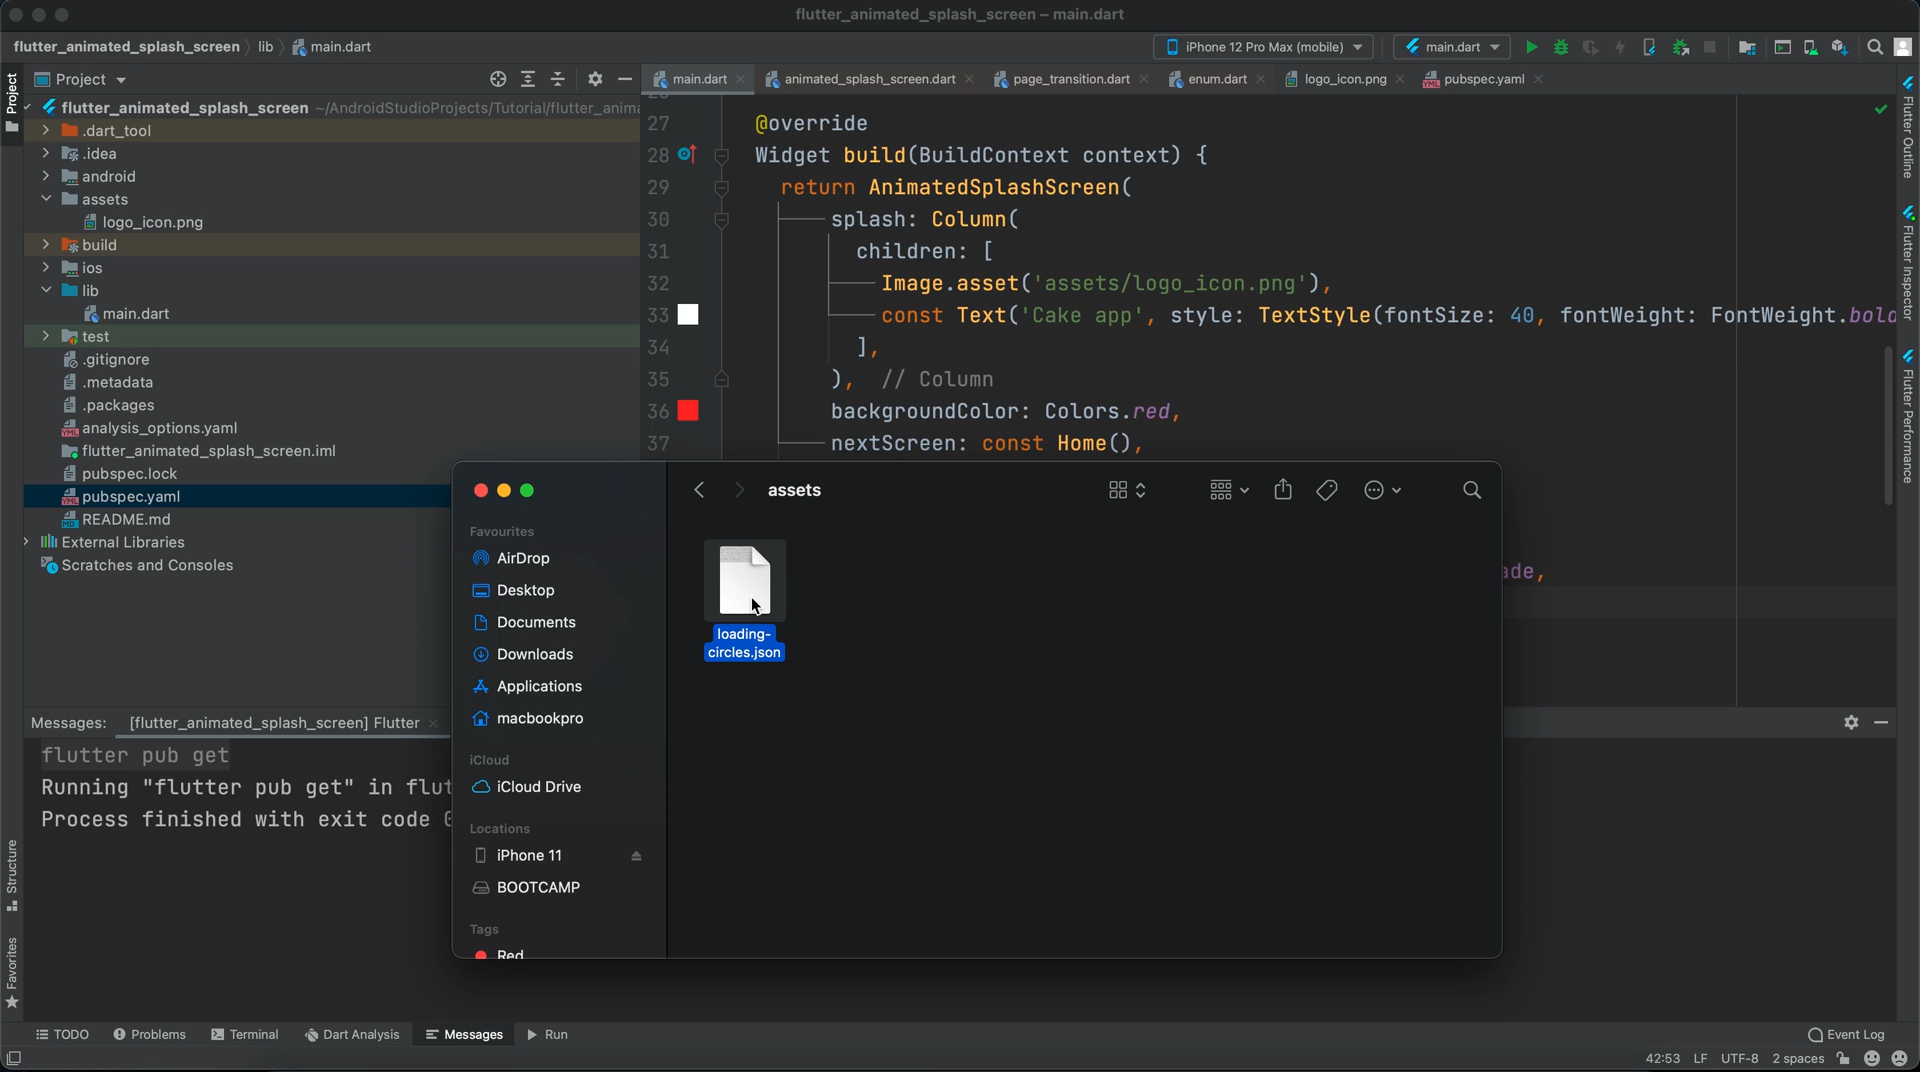 flutter_animated_splash_screen – main.dart
flutter_animated_splash_screen
lib
main.dart
iPhone 12 Pro Max (mobile)
main.dart
Project
Project
flutter_animated_splash_screen ~/AndroidStudioProjects/Tutorial/flutter_anima
.dart_tool
.idea
android
assets
logo_icon.png
build
ios
lib
main.dart
test
.gitignore
.metadata
.packages
analysis_options.yaml
flutter_animated_splash_screen.iml
pubspec.lock
pubspec.yaml
README.md
External Libraries
Scratches and Consoles
main.dart
animated_splash_screen.dart
page_transition.dart
enum.dart
logo_icon.png
pubspec.yaml
27 @override
28 Widget build(BuildContext context) {
29 return AnimatedSplashScreen(
30 splash: Column(
31 children: [
32 Image.asset('assets/logo_icon.png'),
33 const Text('Cake app', style: TextStyle(fontSize: 40, fontWeight: FontWeight.bold
34 ],
35 ), // Column
36 backgroundColor: Colors.red,
37 nextScreen: const Home(),
ade,
Flutter Outline
Flutter Inspector
Flutter Performance
assets
Favourites
AirDrop
Desktop
Documents
Downloads
Applications
macbookpro
iCloud
iCloud Drive
Locations
iPhone 11
BOOTCAMP
Tags
Red
loading-
circles.json
Messages:
[flutter_animated_splash_screen] Flutter
flutter pub get
Running "flutter pub get" in flut
Process finished with exit code 0
Structure
Favorites
TODO
Problems
Terminal
Dart Analysis
Messages
Run
Event Log
42:53
LF
UTF-8
2 spaces